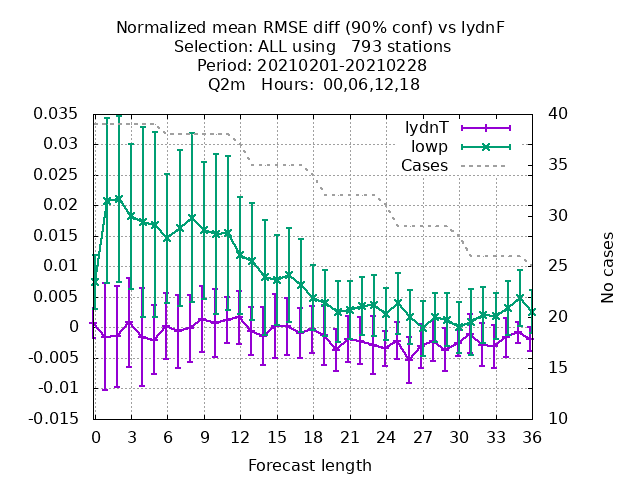 Normalized mean RMSE diff (90% conf) vs lydnF
Selection: ALL using 793 stations
Period: 20210201-20210228
Q2m Hours: 00,06,12,18
lydnT
lowp
Cases
0.035
0.03
0.025
0.02
0.015
0.01
0.005
0
-0.005
-0.01
-0.015
40
35
30
25
20
15
10
No cases
0 3 6 9 12 15 18 21 24 27 30 33 36
Forecast length